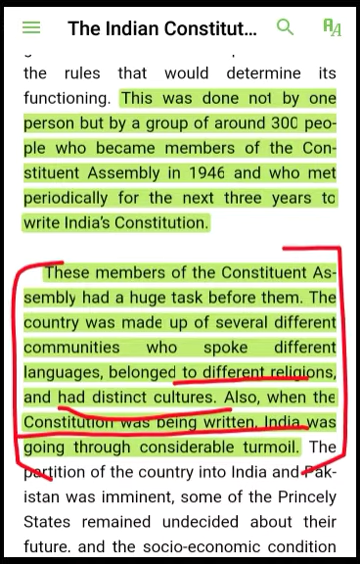 The Indian Constitut...
the rules that would determine its
functioning. This was done not by one
person but by a group of around 300 peo-
ple who became members of the Con-
stituent Assembly in 1946 and who met
periodically for the next three years to
write India's Constitution.
These members of the Constituent As-
sembly had a huge task before them. The
country was made up of several different
communities who spoke different
languages, belonged to different religions,
and had distinct cultures. Also, when the
Constitution was being written, India was
going through considerable turmoil. The
partition of the country into India and Pak-
istan was imminent, some of the Princely
States remained undecided about their
future, and the socio-economic condition